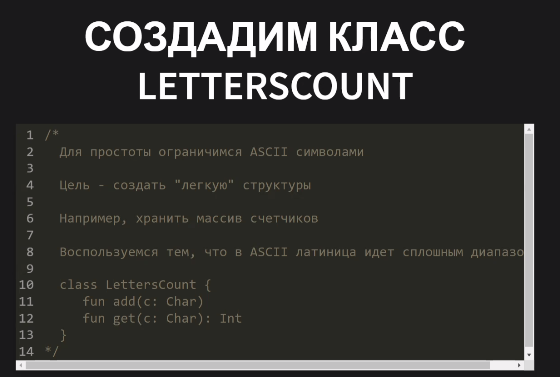 СОЗДАДИМ КЛАСС
LETTERSCOUNT
1 /*
2 Для простоты ограничимся ASCII символами
3
4 Цель - создать "легкую" структуры
5
6 Например, хранить массив счетчиков
7
8 Воспользуемся тем, что в ASCII латиница идет сплошным диапазо
9
10 class LettersCount {
11 fun add(c: Char)
12 fun get(c: Char): Int
13 }
14 */